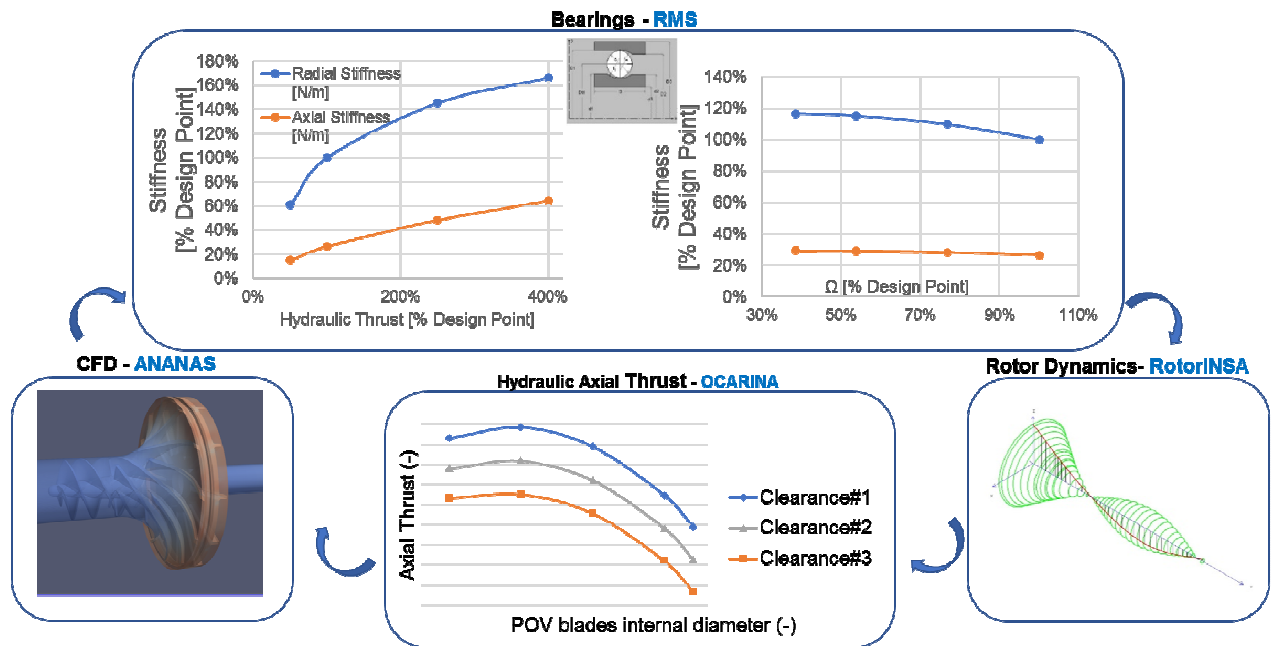 Bearings - RMS
180%
160%
140%
120%
100%
80%
60%
40%
20%
0%
Stiffness
[% Design Point]
Radial Stiffness
[N/m]
Axial Stiffness
[N/m]
0%
200%
400%
Hydraulic Thrust [% Design Point]
140%
120%
100%
80%
60%
40%
20%
0%
Stiffness
[% Design Point]
Ω [% Design Point]
30%
50%
70%
90%
110%
CFD - ANANAS
Hydraulic Axial Thrust - OCARINA
Axial Thrust (-)
Clearance#1
Clearance#2
Clearance#3
POV blades internal diameter (-)
Rotor Dynamics- RotorINSA